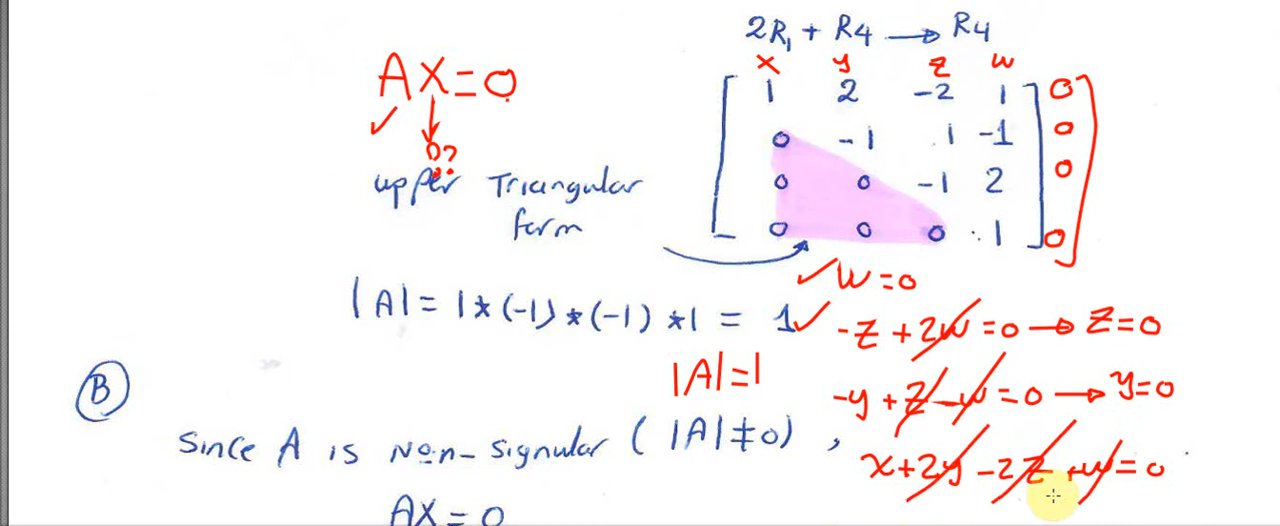 2R₁ + R4 → R4
AX=0
??
x y z w
1 2 -2 1 0
0 -1 1 -1 0
0 0 -1 2 0
0 0 0 1 0
upper Triangular
form
w=0
|A| = 1*(-1)*(-1)*1 = 1
-z + 2w = 0 → z=0
|A|=1
-y + z - w = 0 → y=0
B
Since A is Non-signular (|A|≠0),
x+2y-2z+w=0
AX=0